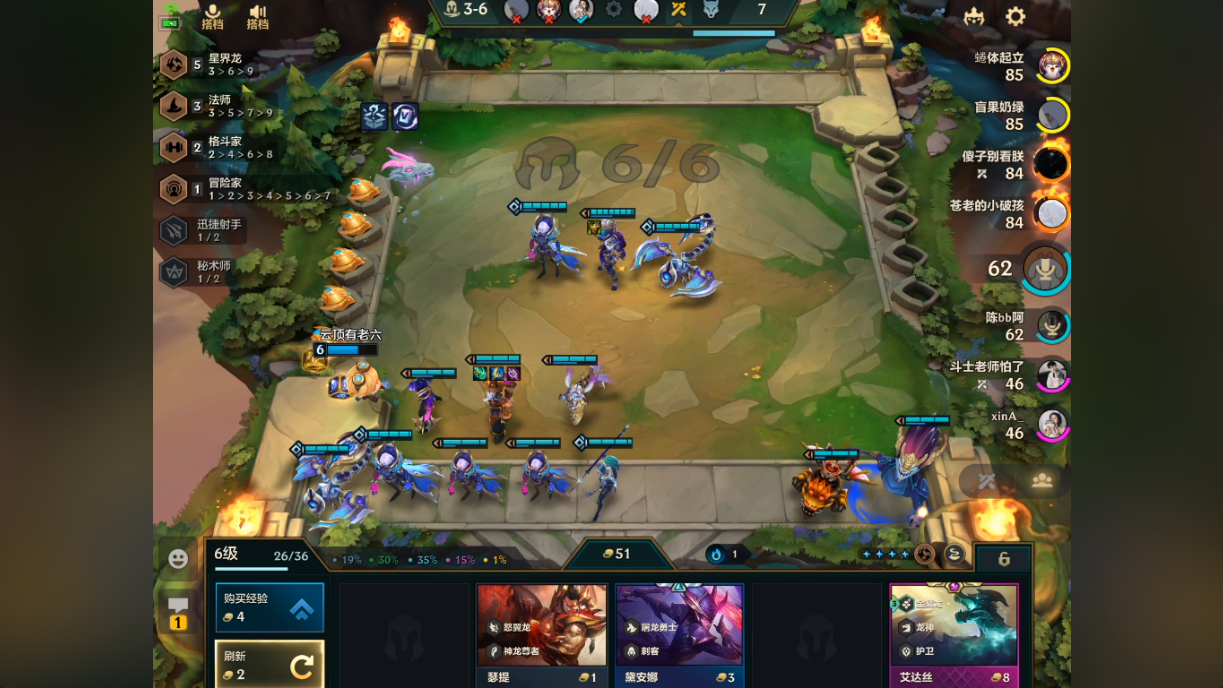 搭档
搭档
3-6
7
5 星界龙
3 > 6 > 9
3 法师
3 > 5 > 7 > 9
2 格斗家
2 > 4 > 6 > 8
1 冒险家
1 > 2 > 3 > 4 > 5 > 6 > 7
迅捷射手
1 / 2
秘术师
1 / 2
6/6
蜷体起立
85
盲果奶绿
85
傻子别看朕
84
苍老的小破孩
84
62
陈bb阿
62
斗士老师怕了
46
xinA_
46
云顶有老六
6
6级
26/36
19%
30%
35%
15%
1%
51
1
1
购买经验
4
刷新
2
怒翼龙
神龙尊者
瑟提
1
屠龙勇士
刺客
黛安娜
3
3
龙神
护卫
艾达丝
8